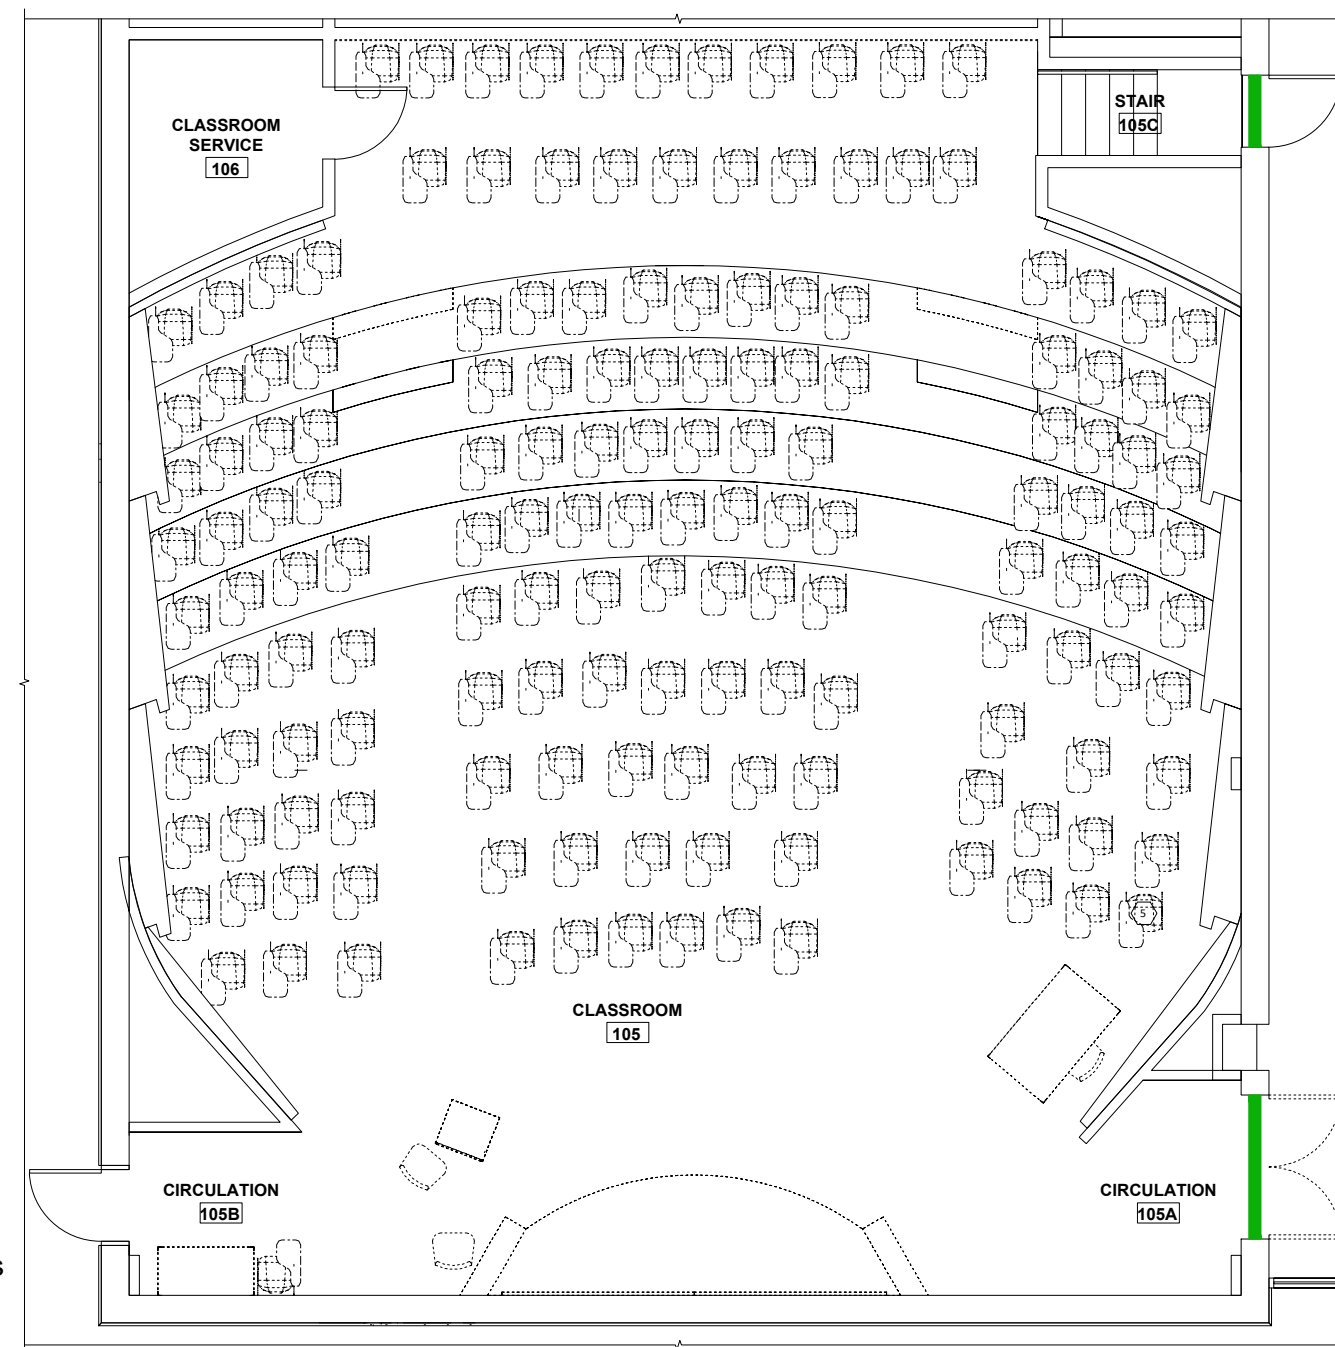 STAIR
105C
CLASSROOM
SERVICE
106
5
CLASSROOM
105
CIRCULATION
105B
CIRCULATION
105A
S